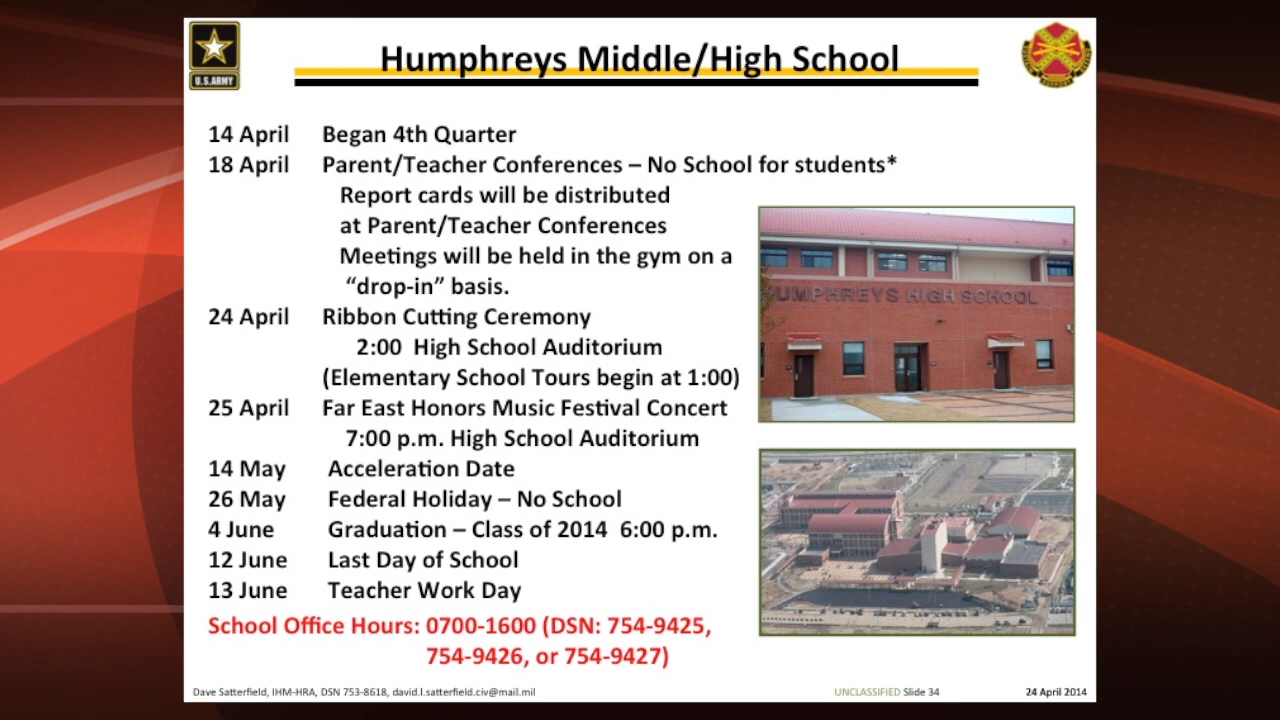 U.S.ARMY
Humphreys Middle/High School
14 April Began 4th Quarter
18 April Parent/Teacher Conferences – No School for students*
Report cards will be distributed
at Parent/Teacher Conferences
Meetings will be held in the gym on a
“drop-in” basis.
24 April Ribbon Cutting Ceremony
2:00 High School Auditorium
(Elementary School Tours begin at 1:00)
25 April Far East Honors Music Festival Concert
7:00 p.m. High School Auditorium
14 May Acceleration Date
26 May Federal Holiday – No School
4 June Graduation – Class of 2014 6:00 p.m.
12 June Last Day of School
13 June Teacher Work Day
School Office Hours: 0700-1600 (DSN: 754-9425,
754-9426, or 754-9427)
HUMPHREYS HIGH SCHOOL
Dave Satterfield, IHM-HRA, DSN 753-8618, david.l.satterfield.civ@mail.mil UNCLASSIFIED Slide 34 24 April 2014